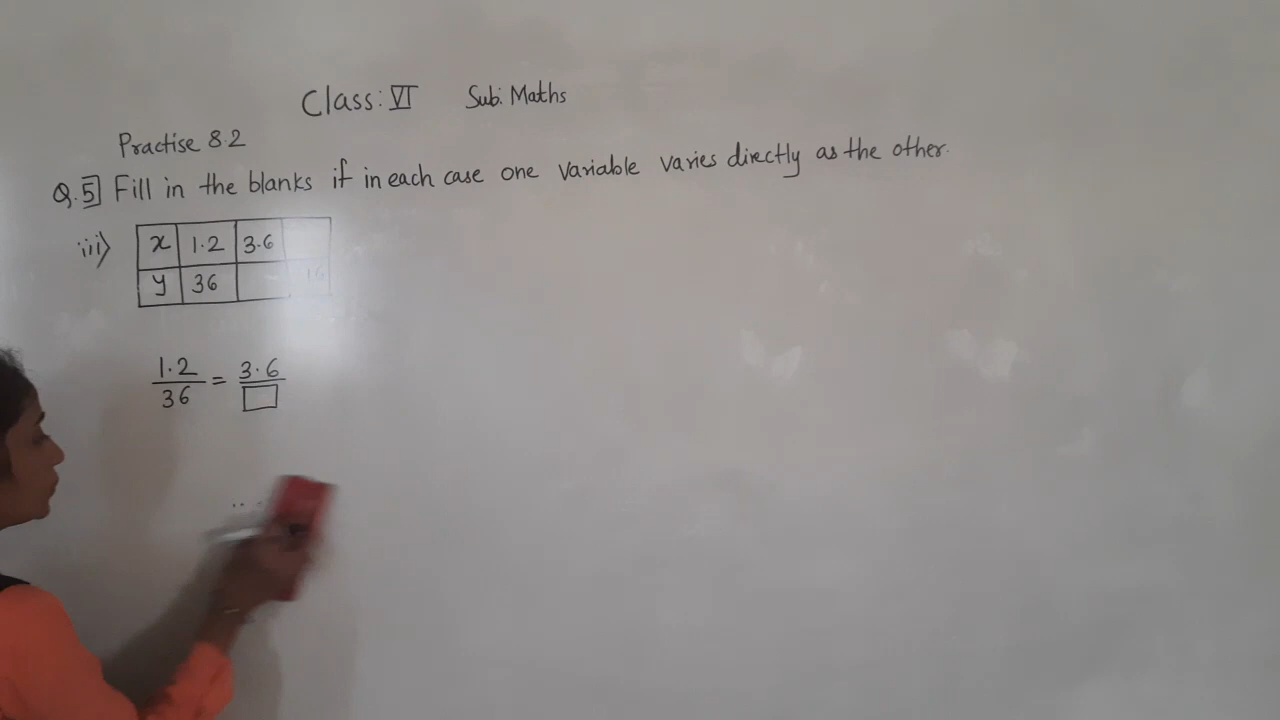 Class: VI Sub: Maths
Practise 8.2
Q.5] Fill in the blanks if in each case one variable varies directly as the other.
iii) x 1.2 3.6
y 36
1.2/36 = 3.6/□